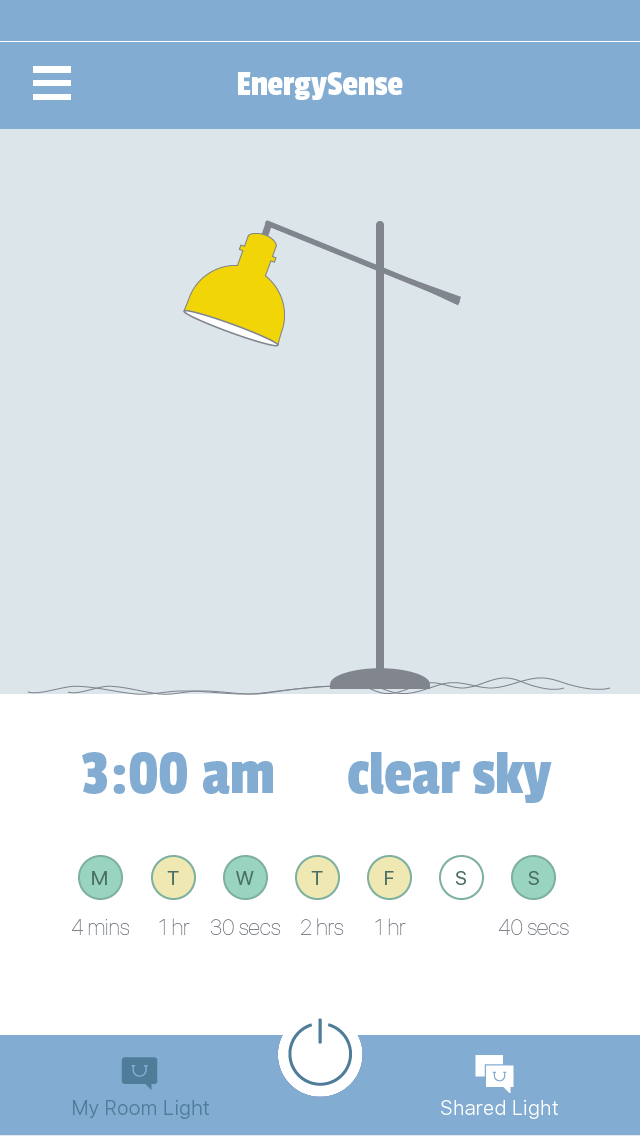 EnergySense
3:00 am clear sky
M T W T F S S
4 mins 1 hr 30 secs 2 hrs 1 hr 40 secs
My Room Light Shared Light